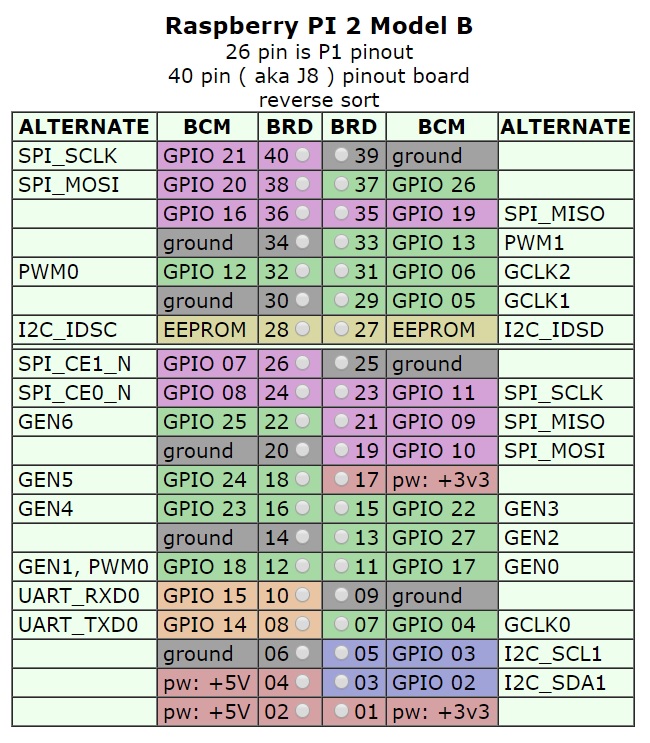 Raspberry PI 2 Model B
26 pin is P1 pinout
40 pin ( aka J8 ) pinout board
reverse sort
ALTERNATE BCM BRD BRD BCM ALTERNATE
SPI_SCLK GPIO 21 40 39 ground
SPI_MOSI GPIO 20 38 37 GPIO 26
GPIO 16 36 35 GPIO 19 SPI_MISO
ground 34 33 GPIO 13 PWM1
PWM0 GPIO 12 32 31 GPIO 06 GCLK2
ground 30 29 GPIO 05 GCLK1
I2C_IDSC EEPROM 28 27 EEPROM I2C_IDSD
SPI_CE1_N GPIO 07 26 25 ground
SPI_CE0_N GPIO 08 24 23 GPIO 11 SPI_SCLK
GEN6 GPIO 25 22 21 GPIO 09 SPI_MISO
ground 20 19 GPIO 10 SPI_MOSI
GEN5 GPIO 24 18 17 pw: +3v3
GEN4 GPIO 23 16 15 GPIO 22 GEN3
ground 14 13 GPIO 27 GEN2
GEN1, PWM0 GPIO 18 12 11 GPIO 17 GEN0
UART_RXD0 GPIO 15 10 09 ground
UART_TXD0 GPIO 14 08 07 GPIO 04 GCLK0
ground 06 05 GPIO 03 I2C_SCL1
pw: +5V 04 03 GPIO 02 I2C_SDA1
pw: +5V 02 01 pw: +3v3